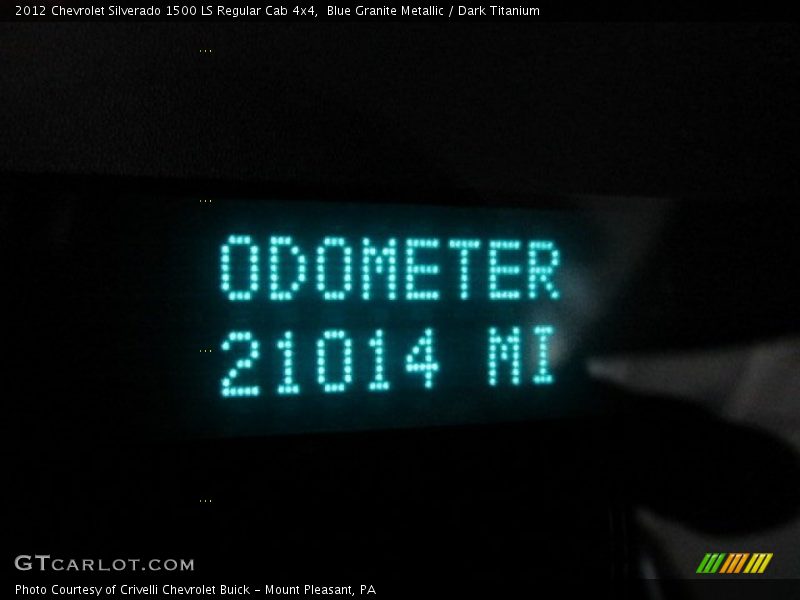 2012 Chevrolet Silverado 1500 LS Regular Cab 4x4,  Blue Granite Metallic / Dark Titanium
...
...
ODOMETER
...
21014 MI
...
GTCARLOT.COM
Photo Courtesy of Crivelli Chevrolet Buick - Mount Pleasant, PA